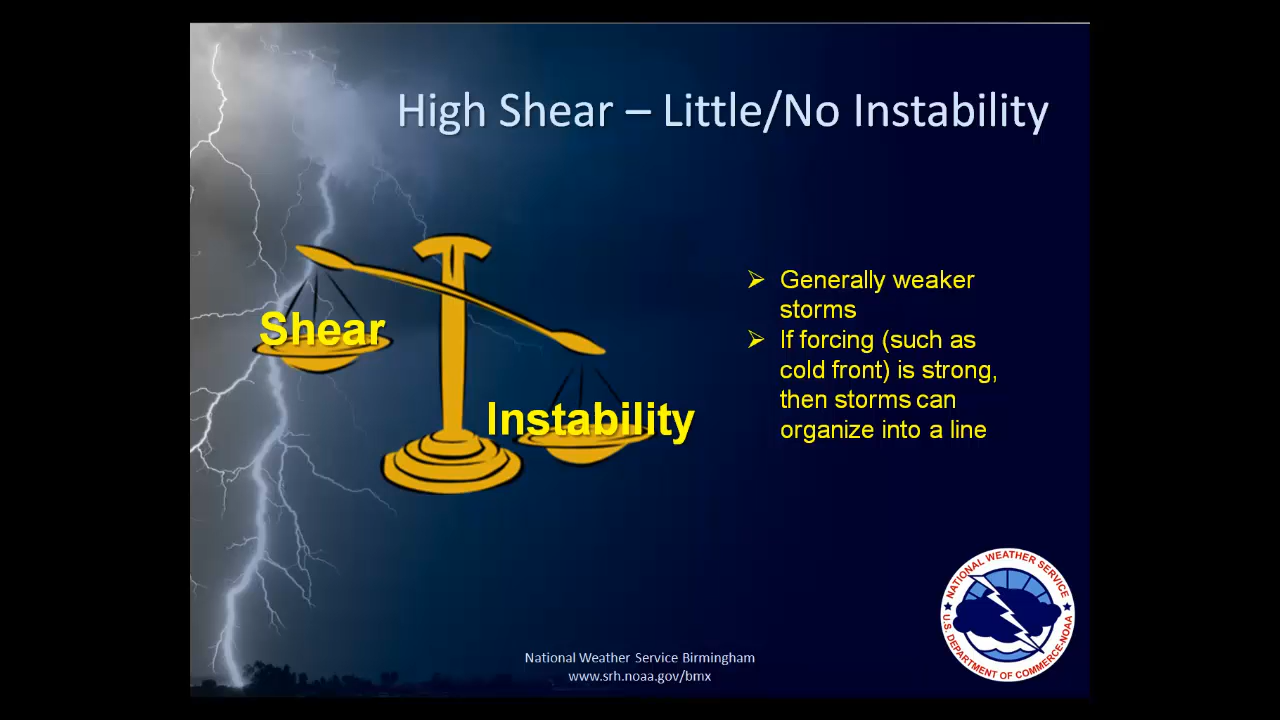 High Shear – Little/No Instability
Shear
Instability
➢ Generally weaker
storms
➢ If forcing (such as
cold front) is strong,
then storms can
organize into a line
National Weather Service Birmingham
www.srh.noaa.gov/bmx
NATIONAL WEATHER SERVICE
U.S. DEPARTMENT OF COMMERCE-NOAA